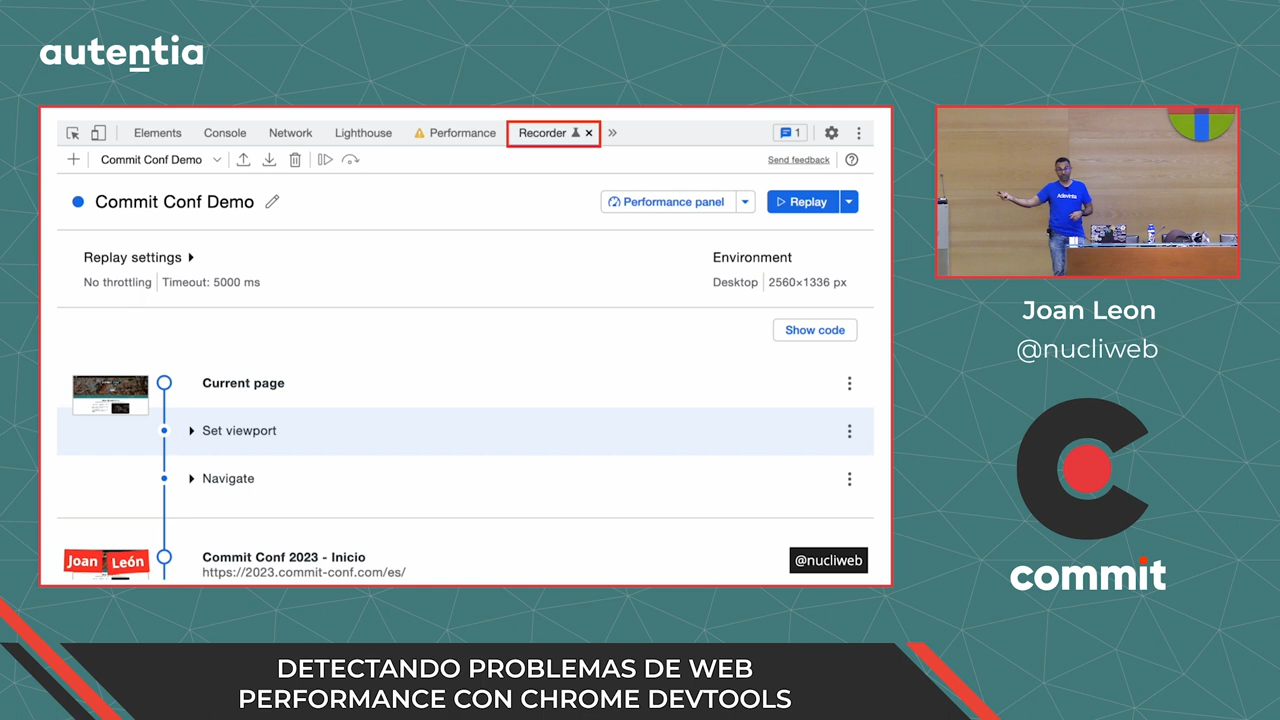 autentia
Elements Console Network Lighthouse Performance Recorder 1
Commit Conf Demo Send feedback
Commit Conf Demo Performance panel Replay
Replay settings Environment
No throttling Timeout: 5000 ms Desktop 2560×1336 px
Show code
Current page
Set viewport
Navigate
Commit Conf 2023 - Inicio
https://2023.commit-conf.com/es/
Joan León
@nucliweb
Adevinta
Joan Leon
@nucliweb
commit
DETECTANDO PROBLEMAS DE WEB
PERFORMANCE CON CHROME DEVTOOLS